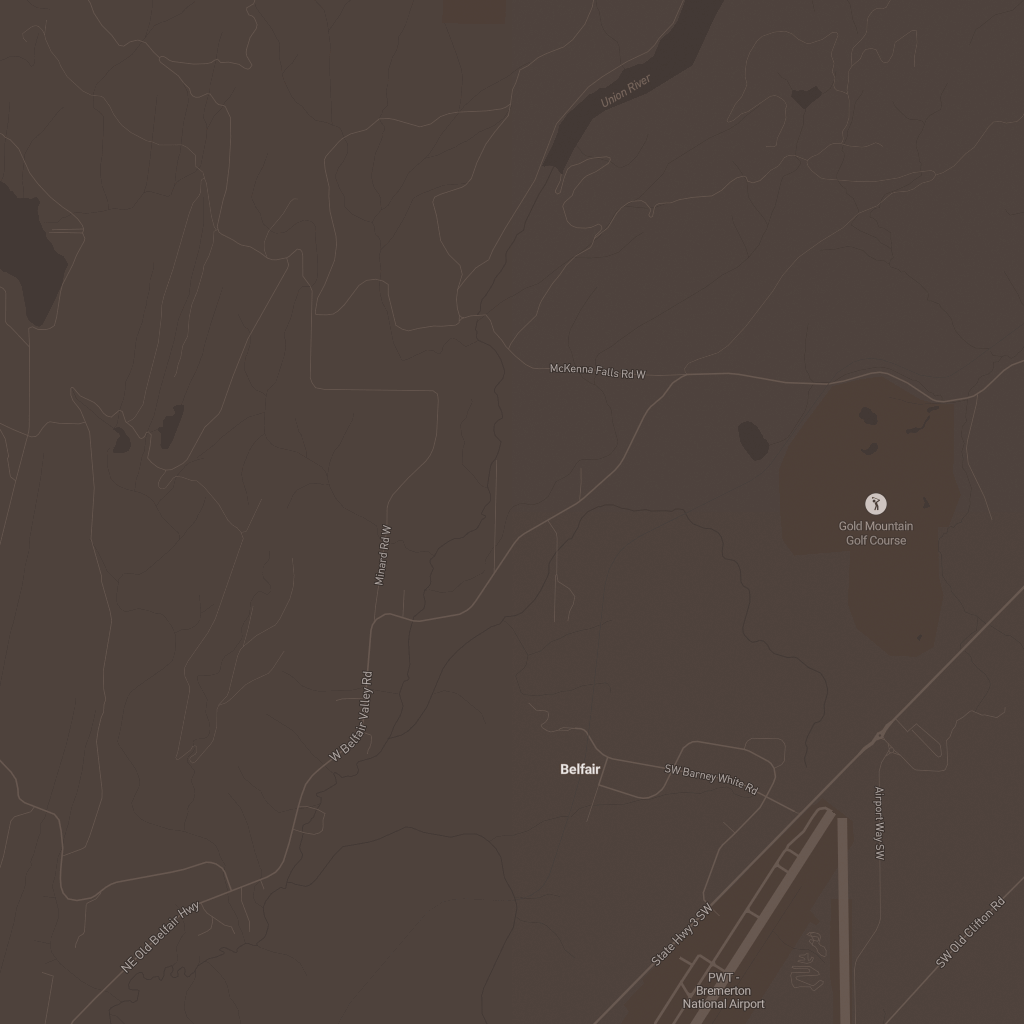 Union River
McKenna Falls Rd W
Gold Mountain
Golf Course
Minard Rd W
W Belfair Valley Rd
Belfair
SW Barney White Rd
Airport Way SW
NE Old Belfair Hwy
State Hwy 3 SW
SW Old Clifton Rd
PWT -
Bremerton
National Airport